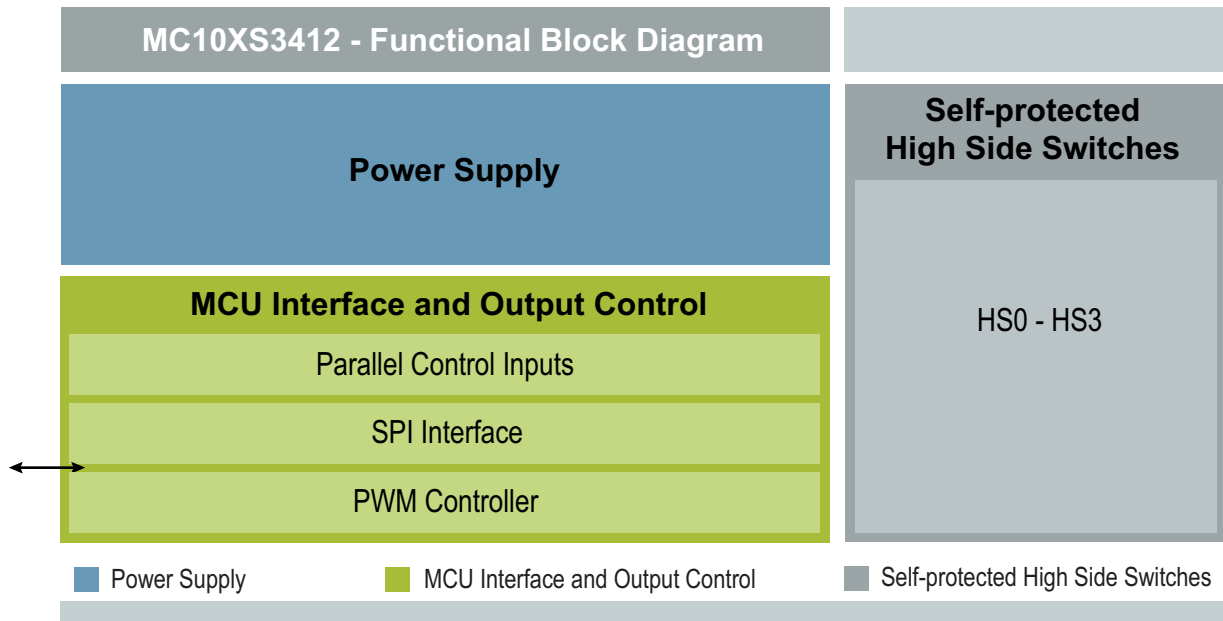 MC10XS3412 - Functional Block Diagram
Power Supply
MCU Interface and Output Control
Parallel Control Inputs
SPI Interface
PWM Controller
Self-protected
High Side Switches
HS0 - HS3
Power Supply
MCU Interface and Output Control
Self-protected High Side Switches